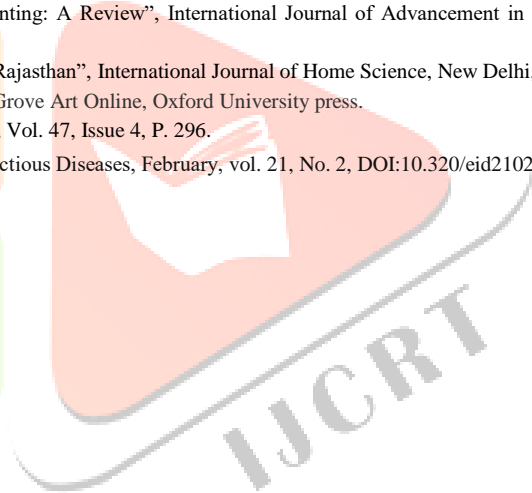 nting: A Review”, International Journal of Advancement in
Rajasthan”, International Journal of Home Science, New Delhi,
Grove Art Online, Oxford University press.
Vol. 47, Issue 4, P. 296.
ctious Diseases, February, vol. 21, No. 2, DOI:10.320/eid2102
IJCRT